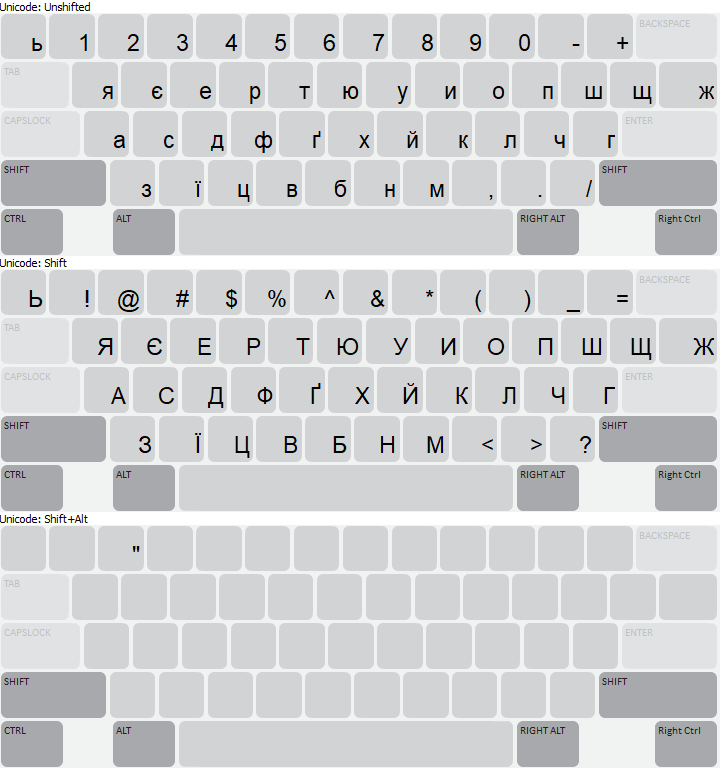 Unicode: Unshifted
ь 1 2 3 4 5 6 7 8 9 0 - + BACKSPACE
TAB я є е р т ю у и о п ш щ ж
CAPSLOCK а с д ф ґ х й к л ч г ENTER
SHIFT з ї ц в б н м , . / SHIFT
CTRL ALT RIGHT ALT Right Ctrl
Unicode: Shift
Ь ! @ # $ % ^ & * ( ) _ = BACKSPACE
TAB Я Є Е Р Т Ю У И О П Ш Щ Ж
CAPSLOCK А С Д Ф Ґ Х Й К Л Ч Г ENTER
SHIFT З Ї Ц В Б Н М < > ? SHIFT
CTRL ALT RIGHT ALT Right Ctrl
Unicode: Shift+Alt
" BACKSPACE
TAB
CAPSLOCK ENTER
SHIFT SHIFT
CTRL ALT RIGHT ALT Right Ctrl